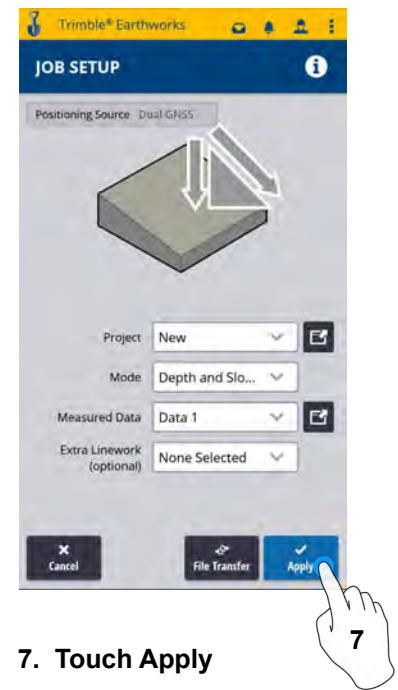 Trimble® Earthworks
JOB SETUP
Positioning Source Dual GNSS
Project New
Mode Depth and Slo...
Measured Data Data 1
Extra Linework
(optional) None Selected
Cancel File Transfer Apply
7
7. Touch Apply